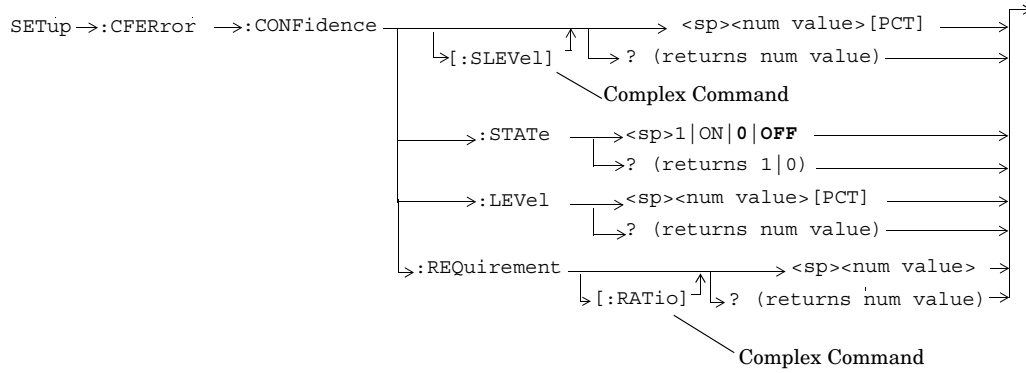 SETup :CFERror :CONFidence <sp><num value>[PCT]
[:SLEVel] ? (returns num value)
Complex Command
:STATe <sp>1|ON|0|OFF
? (returns 1|0)
:LEVel <sp><num value>[PCT]
? (returns num value)
:REQuirement <sp><num value>
[:RATio] ? (returns num value)
Complex Command